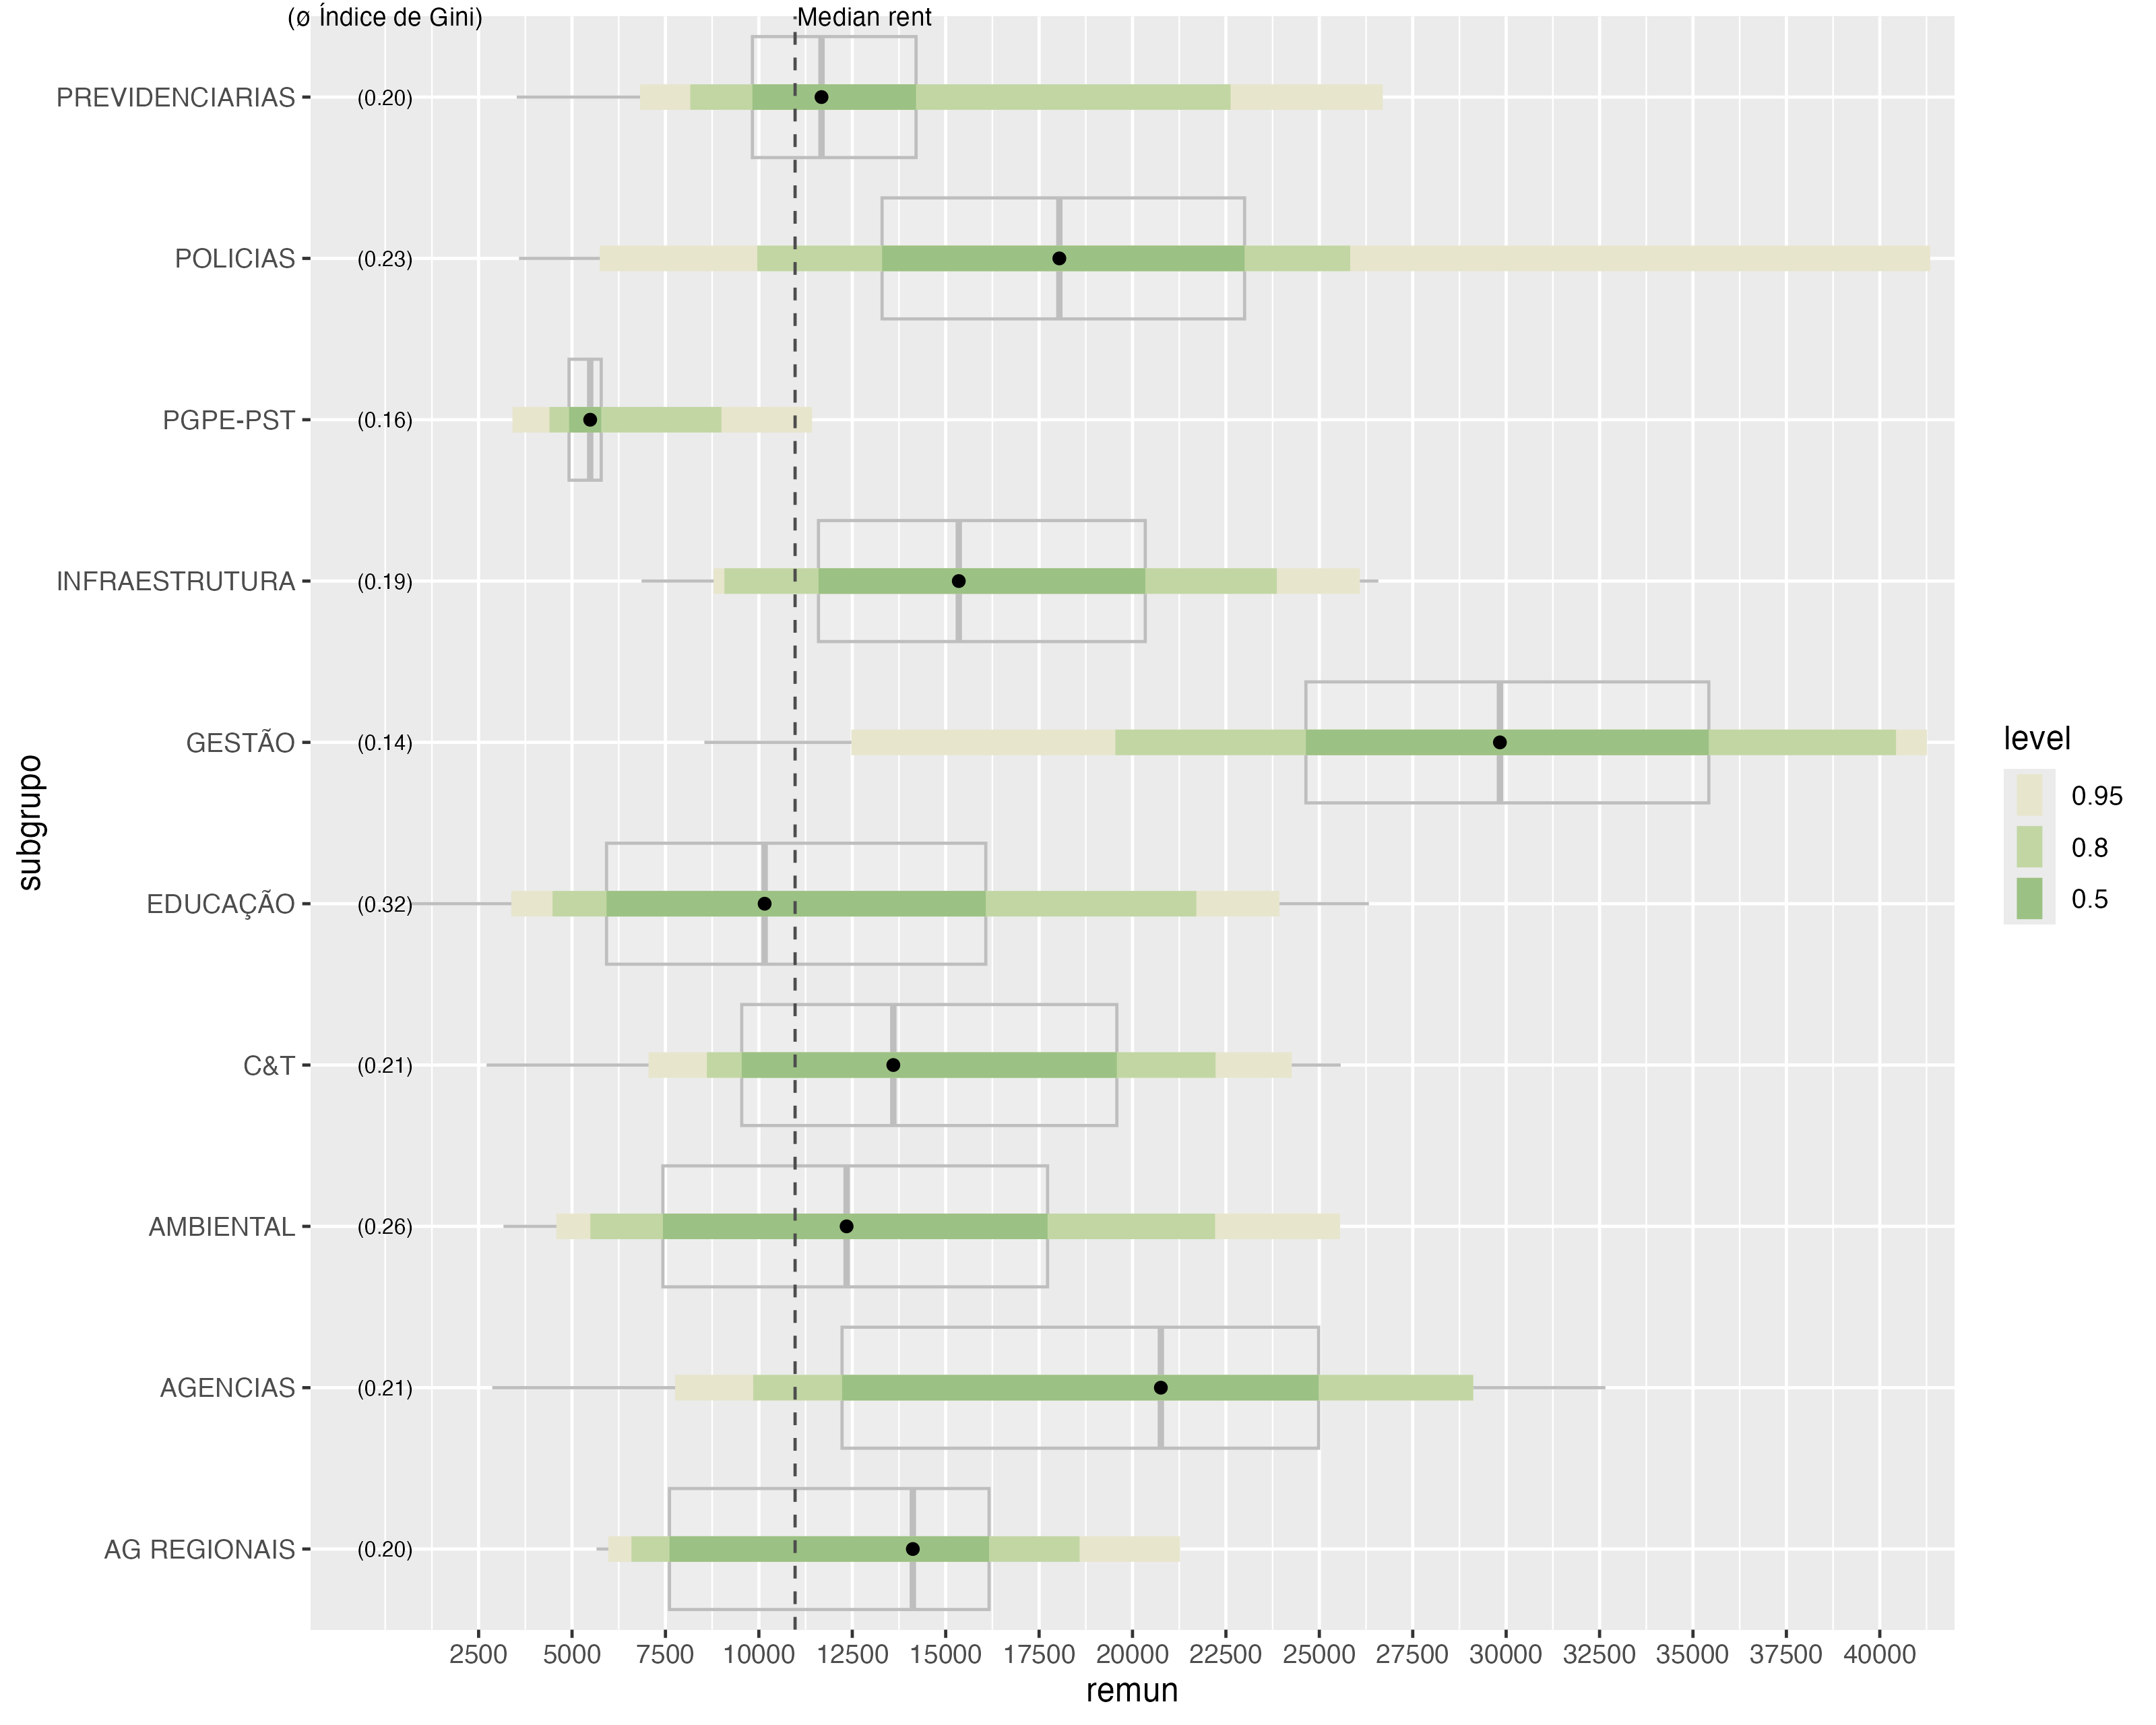 (ø Índice de Gini) Median rent
PREVIDENCIARIAS (0.20)
POLICIAS (0.23)
PGPE-PST (0.16)
INFRAESTRUTURA (0.19)
GESTÃO (0.14)
EDUCAÇÃO (0.32)
C&T (0.21)
AMBIENTAL (0.26)
AGENCIAS (0.21)
AG REGIONAIS (0.20)
subgrupo
2500 5000 7500 10000 12500 15000 17500 20000 22500 25000 27500 30000 32500 35000 37500 40000
remun
level
0.95
0.8
0.5